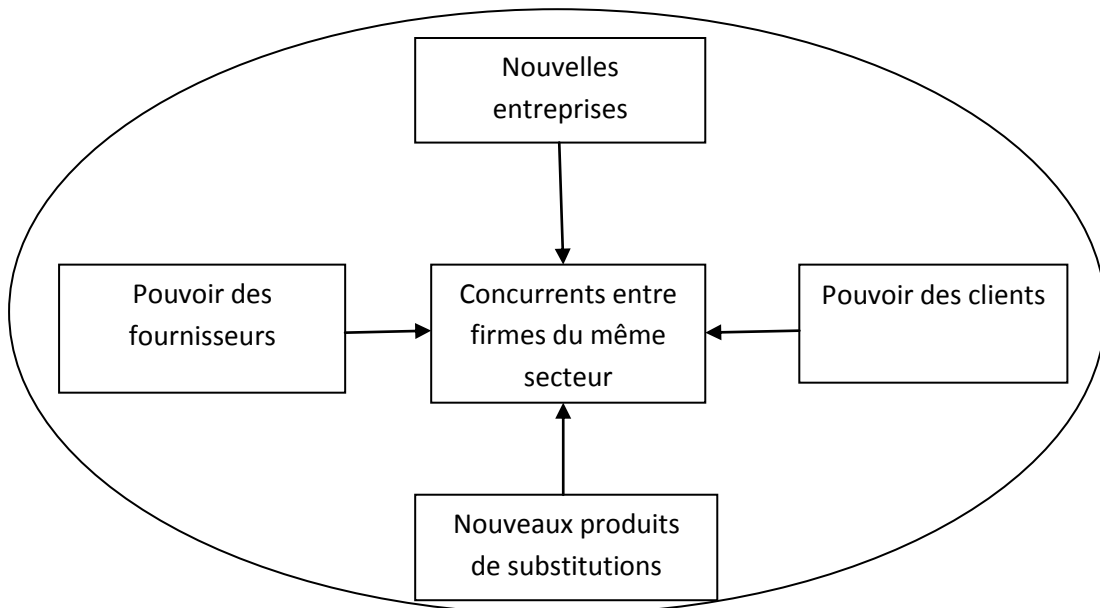 Nouvelles
entreprises
Pouvoir des
fournisseurs
Concurrents entre
firmes du même
secteur
Pouvoir des clients
Nouveaux produits
de substitutions